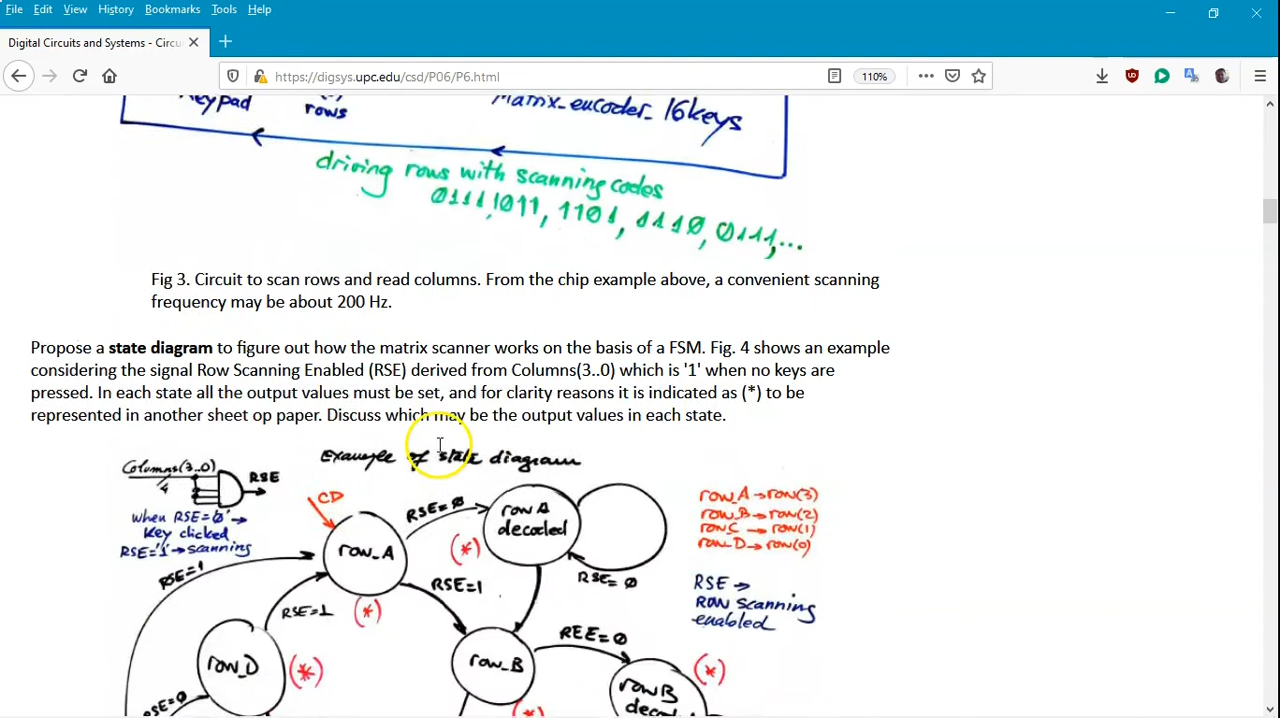 File Edit View History Bookmarks Tools Help
Digital Circuits and Systems - Circu
https://digsys.upc.edu/csd/P06/P6.html
110%
keypad
rows
Matrix_encoder_16keys
driving rows with scanning codes
0111,1011, 1101, 1110, 0111,...
Fig 3. Circuit to scan rows and read columns. From the chip example above, a convenient scanning
frequency may be about 200 Hz.
Propose a state diagram to figure out how the matrix scanner works on the basis of a FSM. Fig. 4 shows an example
considering the signal Row Scanning Enabled (RSE) derived from Columns(3..0) which is '1' when no keys are
pressed. In each state all the output values must be set, and for clarity reasons it is indicated as (*) to be
represented in another sheet op paper. Discuss which may be the output values in each state.
Example of state diagram
Columns(3..0)
4
RSE
when RSE=0 →
key clicked
RSE='1' → scanning
CD
row_A
(*)
RSE=0
row A
decoded
(*)
RSE=0
row_A → row(3)
row_B → row(2)
row_C → row(1)
row_D → row(0)
RSE →
ROW scanning
enabled
RSE=1
RSE=1
RSE=1
row_D
(*)
RSE=0
row_B
(*)
REE=0
row B
decoded
(*)